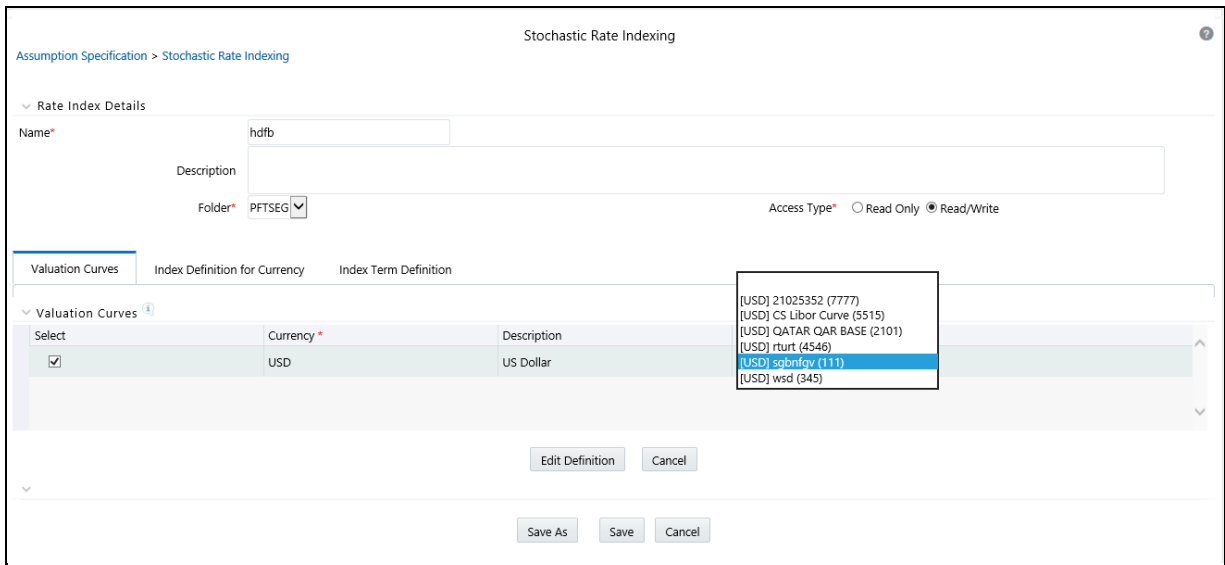 Stochastic Rate Indexing
?
Assumption Specification > Stochastic Rate Indexing
Rate Index Details
Name* hdfb
Description
Folder* PFTSEG
Access Type* Read Only Read/Write
Valuation Curves Index Definition for Currency Index Term Definition
Valuation Curves i
Select Currency * Description
USD US Dollar
[USD] 21025352 (7777)
[USD] CS Libor Curve (5515)
[USD] QATAR QAR BASE (2101)
[USD] rturt (4546)
[USD] sgbnfgv (111)
[USD] wsd (345)
Edit Definition Cancel
Save As Save Cancel